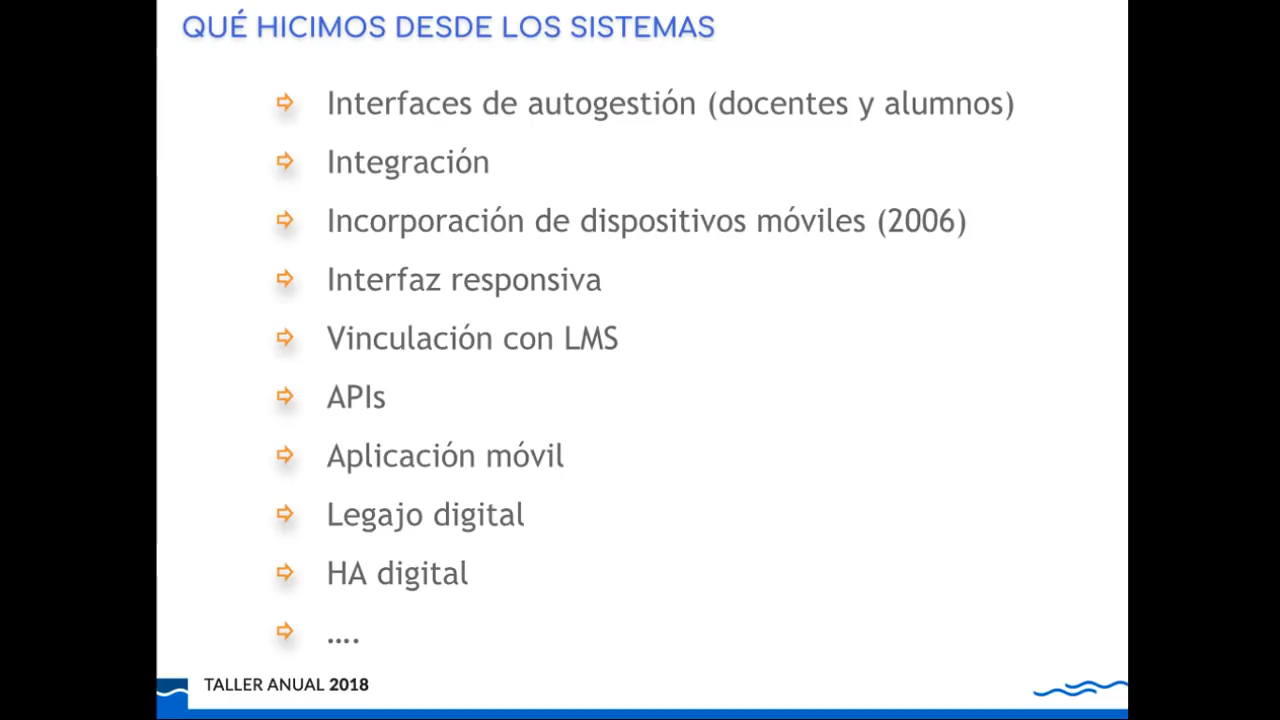 QUÉ HICIMOS DESDE LOS SISTEMAS
Interfaces de autogestión (docentes y alumnos)
Integración
Incorporación de dispositivos móviles (2006)
Interfaz responsiva
Vinculación con LMS
APIs
Aplicación móvil
Legajo digital
HA digital
....
TALLER ANUAL 2018